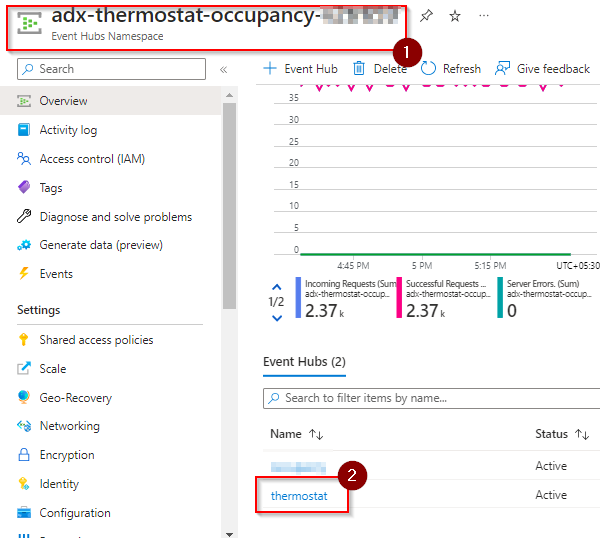 adx-thermostat-occupancy-
Event Hubs Namespace
1
Search
«
Event Hub
Delete
Refresh
Give feedback
Overview
Activity log
Access control (IAM)
Tags
Diagnose and solve problems
Generate data (preview)
Events
Settings
Shared access policies
Scale
Geo-Recovery
Networking
Encryption
Identity
Configuration
35
30
25
20
15
10
5
0
4:45 PM
5 PM
5:15 PM
UTC+05:30
1/2
Incoming Requests (Sum)
adx-thermostat-occup...
2.37 k
Successful Requests ...
adx-thermostat-occup...
2.37 k
Server Errors. (Sum)
adx-thermostat-occup...
0
Event Hubs (2)
Search to filter items by name...
Name
Status
Active
2
thermostat
Active